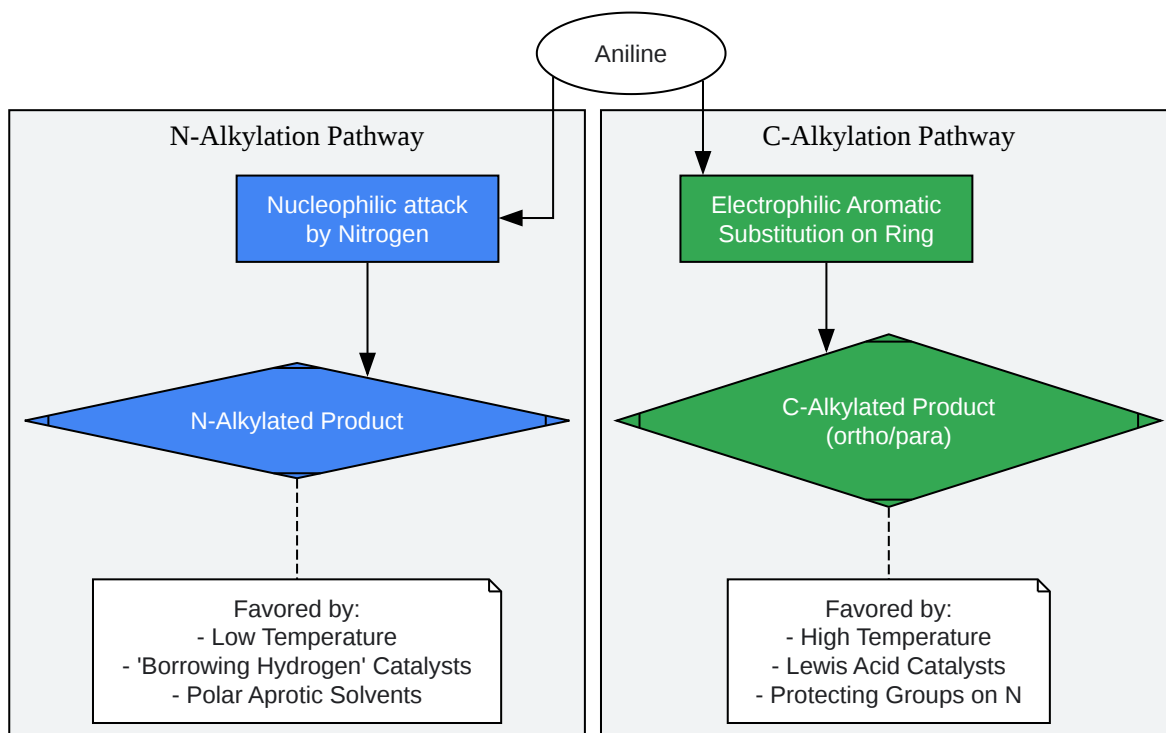 Aniline
N-Alkylation Pathway
Nucleophilic attack
by Nitrogen
N-Alkylated Product
Favored by:
- Low Temperature
- 'Borrowing Hydrogen' Catalysts
- Polar Aprotic Solvents
C-Alkylation Pathway
Electrophilic Aromatic
Substitution on Ring
C-Alkylated Product
(ortho/para)
Favored by:
- High Temperature
- Lewis Acid Catalysts
- Protecting Groups on N